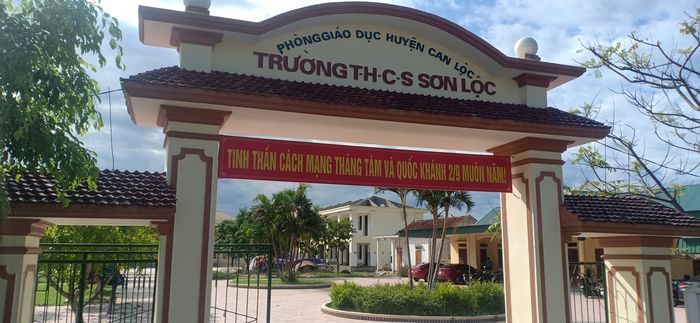 PHÒNG GIÁO DỤC HUYỆN CAN LỘC
TRƯỜNG T·H·C·S SƠN LỘC
TINH THẦN CÁCH MẠNG THÁNG TÁM VÀ QUỐC KHÁNH 2/9 MUÔN NĂM!